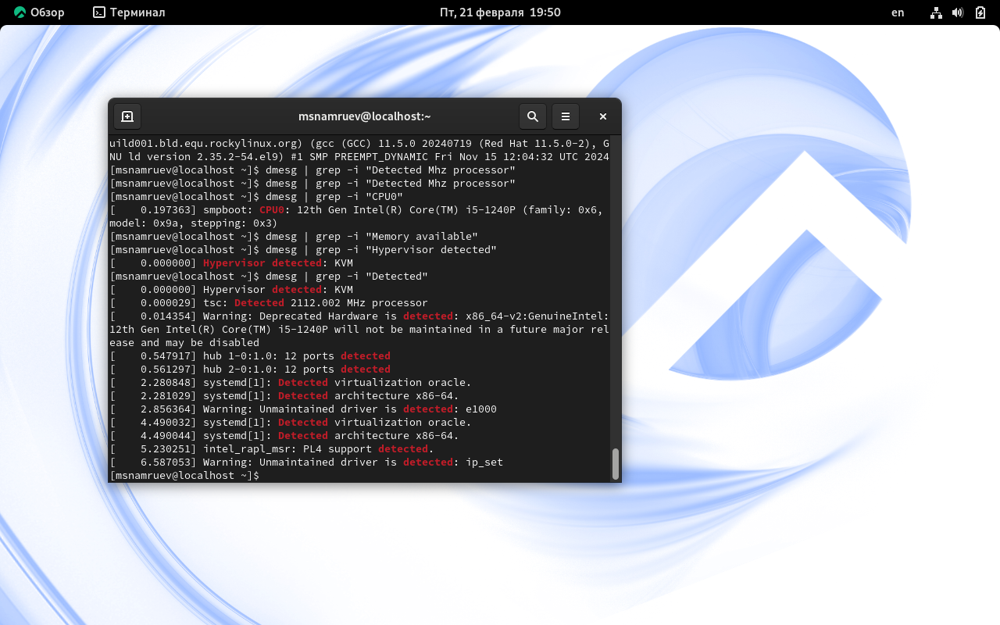 Обзор Терминал Пт, 21 февраля 19:50 en
msnamruev@localhost:~
uild001.bld.equ.rockylinux.org) (gcc (GCC) 11.5.0 20240719 (Red Hat 11.5.0-2), G
NU ld version 2.35.2-54.el9) #1 SMP PREEMPT_DYNAMIC Fri Nov 15 12:04:32 UTC 2024
[msnamruev@localhost ~]$ dmesg | grep -i "Detected Mhz processor"
[msnamruev@localhost ~]$ dmesg | grep -i "Detected Mhz processor"
[msnamruev@localhost ~]$ dmesg | grep -i "CPU0"
[    0.197363] smpboot: CPU0: 12th Gen Intel(R) Core(TM) i5-1240P (family: 0x6,
model: 0x9a, stepping: 0x3)
[msnamruev@localhost ~]$ dmesg | grep -i "Memory available"
[msnamruev@localhost ~]$ dmesg | grep -i "Hypervisor detected"
[    0.000000] Hypervisor detected: KVM
[msnamruev@localhost ~]$ dmesg | grep -i "Detected"
[    0.000000] Hypervisor detected: KVM
[    0.000029] tsc: Detected 2112.002 MHz processor
[    0.014354] Warning: Deprecated Hardware is detected: x86_64-v2:GenuineIntel:
12th Gen Intel(R) Core(TM) i5-1240P will not be maintained in a future major rel
ease and may be disabled
[    0.547917] hub 1-0:1.0: 12 ports detected
[    0.561297] hub 2-0:1.0: 12 ports detected
[    2.280848] systemd[1]: Detected virtualization oracle.
[    2.281029] systemd[1]: Detected architecture x86-64.
[    2.856364] Warning: Unmaintained driver is detected: e1000
[    4.490032] systemd[1]: Detected virtualization oracle.
[    4.490044] systemd[1]: Detected architecture x86-64.
[    5.230251] intel_rapl_msr: PL4 support detected.
[    6.587053] Warning: Unmaintained driver is detected: ip_set
[msnamruev@localhost ~]$